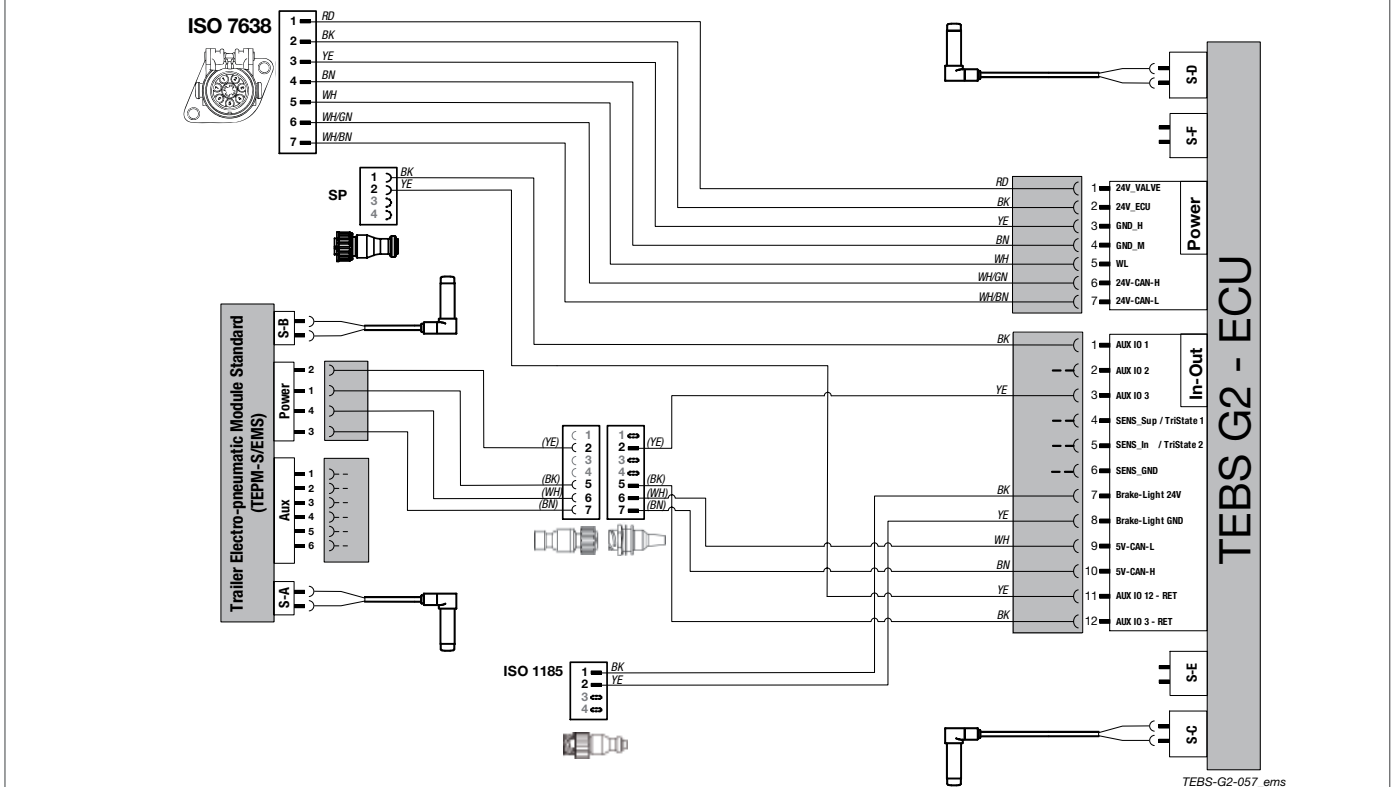 ISO 7638
1 RD
2 BK
3 YE
4 BN
5 WH
6 WH/GN
7 WH/BN
SP
1 BK
2 YE
3
4
Trailer Electro-pneumatic Module Standard
(TEPM-S/EMS)
S-B
Power
2
1
4
3
Aux
1
2
3
4
5
6
S-A
1
(YE) 2
3
4
(BK) 5
(WH) 6
(BN) 7
1
2 (YE)
3
4
5 (BK)
6 (WH)
7 (BN)
ISO 1185
1 BK
2 YE
3
4
S-D
S-F
Power
RD 1 24V_VALVE
BK 2 24V_ECU
YE 3 GND_H
BN 4 GND_M
WH 5 WL
WH/GN 6 24V-CAN-H
WH/BN 7 24V-CAN-L
In-Out
BK 1 AUX IO 1
2 AUX IO 2
YE 3 AUX IO 3
4 SENS_Sup / TriState 1
5 SENS_In / TriState 2
6 SENS_GND
BK 7 Brake-Light 24V
YE 8 Brake-Light GND
WH 9 5V-CAN-L
BN 10 5V-CAN-H
YE 11 AUX IO 12 - RET
BK 12 AUX IO 3 - RET
S-E
S-C
TEBS G2 - ECU
TEBS-G2-057_ems